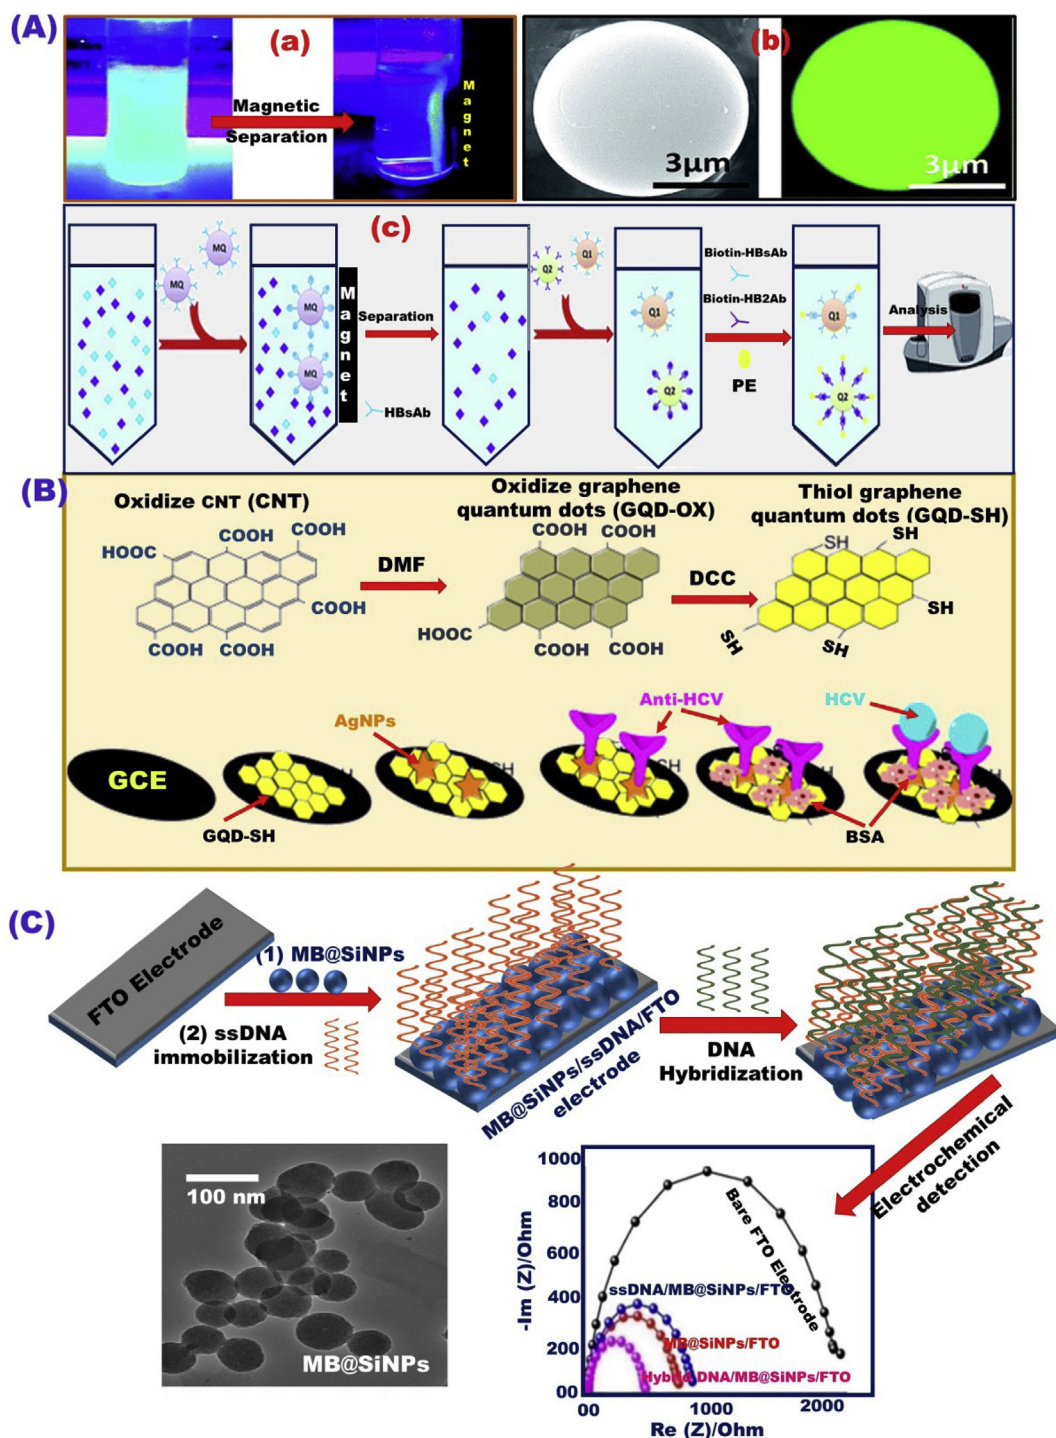 (A)
(a)
(b)
Magnetic
Separation
Magnet
3μm
3μm
(c)
MQ
MQ
MQ
MQ
Magnet
Separation
HBsAb
Q2
Q1
Q1
Q2
Biotin-HBsAb
Biotin-HB2Ab
PE
Q1
Q2
Analysis
(B)
Oxidize CNT (CNT)
Oxidize graphene
quantum dots (GQD-OX)
Thiol graphene
quantum dots (GQD-SH)
HOOC
COOH
COOH
COOH
COOH
COOH
DMF
COOH
COOH
HOOC
COOH
COOH
DCC
SH
SH
SH
SH
SH
GCE
GQD-SH
AgNPs
SH
Anti-HCV
SH
HCV
BSA
(C)
FTO Electrode
(1) MB@SiNPs
(2) ssDNA
immobilization
MB@SiNPs/ssDNA/FTO
electrode
DNA
Hybridization
Electrochemical
detection
100 nm
MB@SiNPs
1000
800
600
400
200
00
-Im (Z)/Ohm
Bare FTO Electrode
ssDNA/MB@SiNPs/FTO
MB@SiNPs/FTO
Hybrid DNA/MB@SiNPs/FTO
00
1000
2000
Re (Z)/Ohm